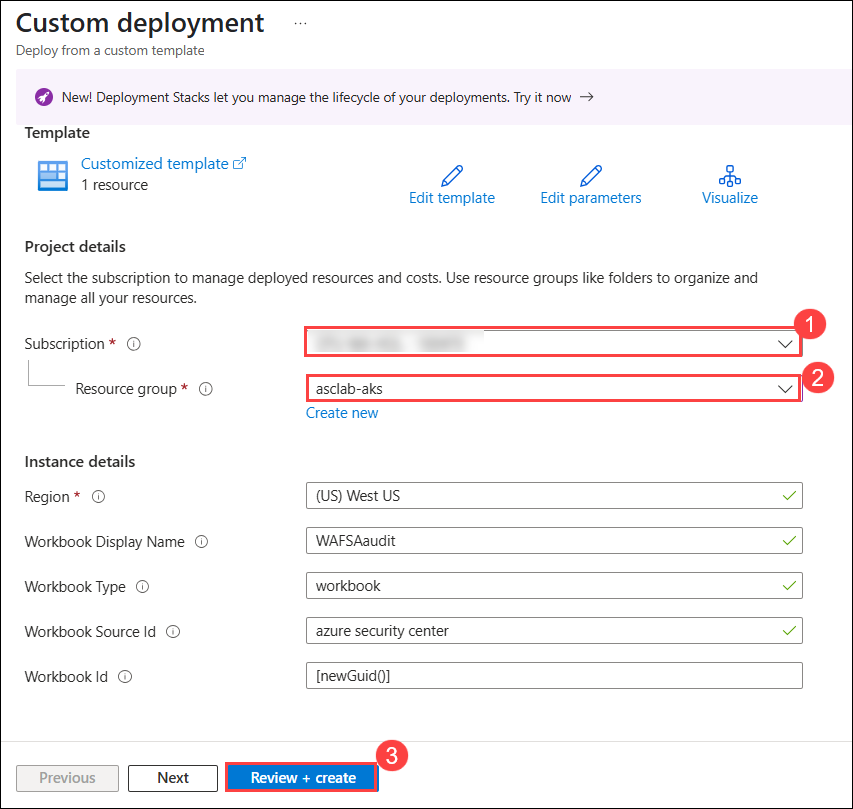 Custom deployment ...
Deploy from a custom template
New! Deployment Stacks let you manage the lifecycle of your deployments. Try it now →
Template
Customized template
1 resource
Edit template
Edit parameters
Visualize
Project details
Select the subscription to manage deployed resources and costs. Use resource groups like folders to organize and
manage all your resources.
Subscription *
1
Resource group *
asclab-aks
2
Create new
Instance details
Region *
(US) West US
Workbook Display Name
WAFSAaudit
Workbook Type
workbook
Workbook Source Id
azure security center
Workbook Id
[newGuid()]
3
Previous
Next
Review + create